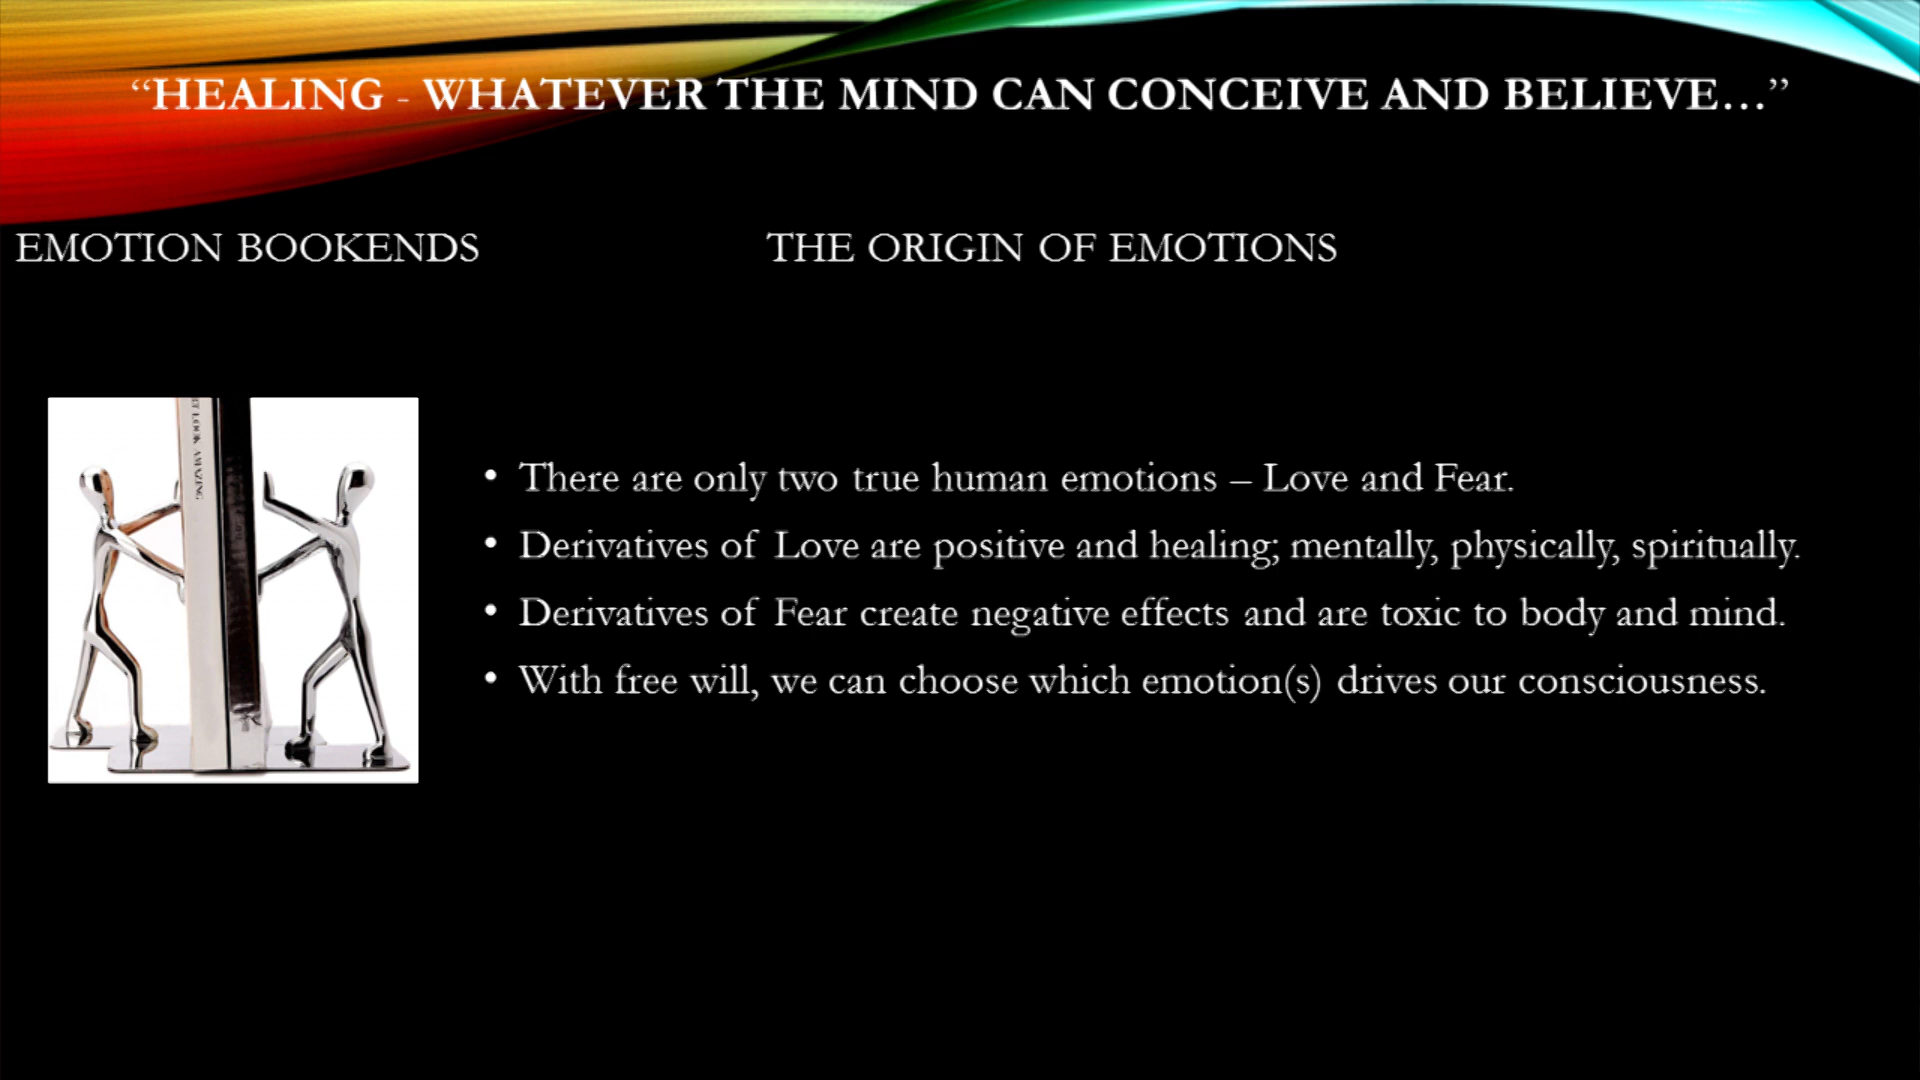 “HEALING - WHATEVER THE MIND CAN CONCEIVE AND BELIEVE…”
EMOTION BOOKENDS
THE ORIGIN OF EMOTIONS
LOOK AMAZING
• There are only two true human emotions – Love and Fear.
• Derivatives of Love are positive and healing; mentally, physically, spiritually.
• Derivatives of Fear create negative effects and are toxic to body and mind.
• With free will, we can choose which emotion(s) drives our consciousness.